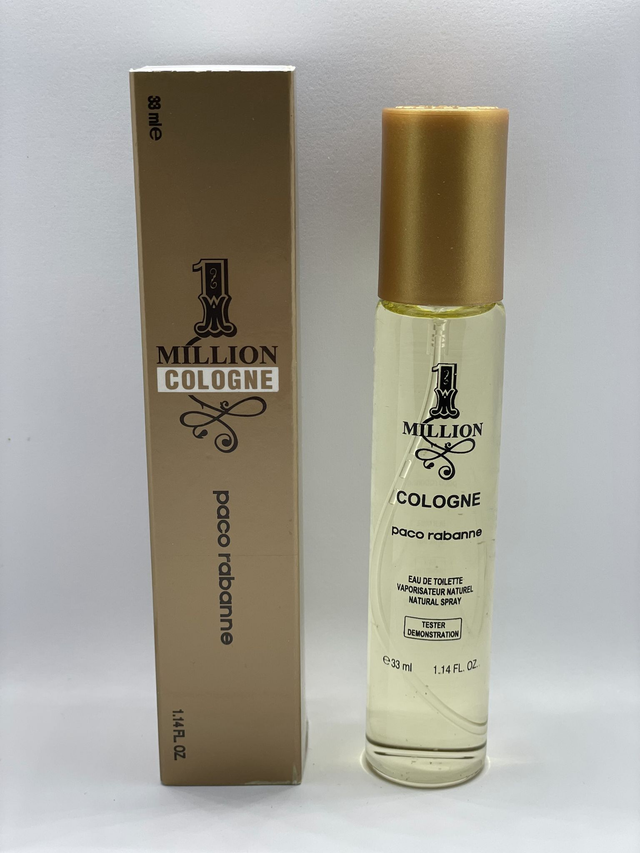 33 ml e
1
MILLION
COLOGNE
paco rabanne
1.14 FL. OZ
1
MILLION
COLOGNE
paco rabanne
EAU DE TOILETTE
VAPORISATEUR NATUREL
NATURAL SPRAY
TESTER
DEMONSTRATION
e 33 ml 1.14 FL. OZ.